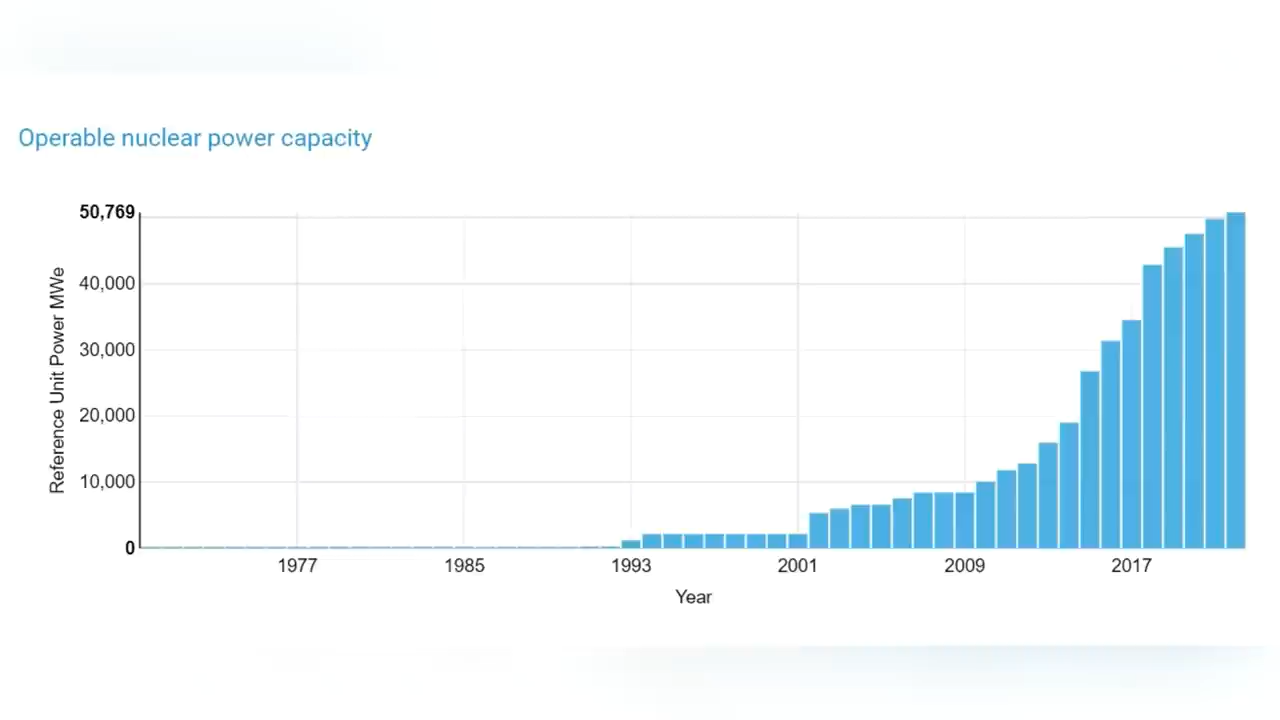 Operable nuclear power capacity
50,769
40,000
30,000
20,000
10,000
0
Reference Unit Power MWe
1977 1985 1993 2001 2009 2017
Year